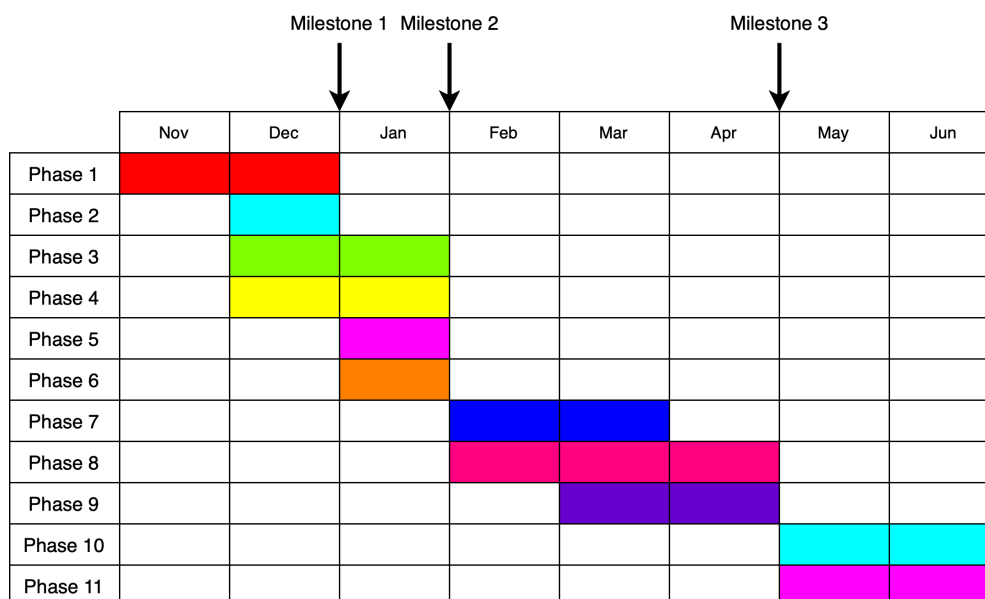 Milestone 1 Milestone 2 Milestone 3
Nov Dec Jan Feb Mar Apr May Jun
Phase 1
Phase 2
Phase 3
Phase 4
Phase 5
Phase 6
Phase 7
Phase 8
Phase 9
Phase 10
Phase 11